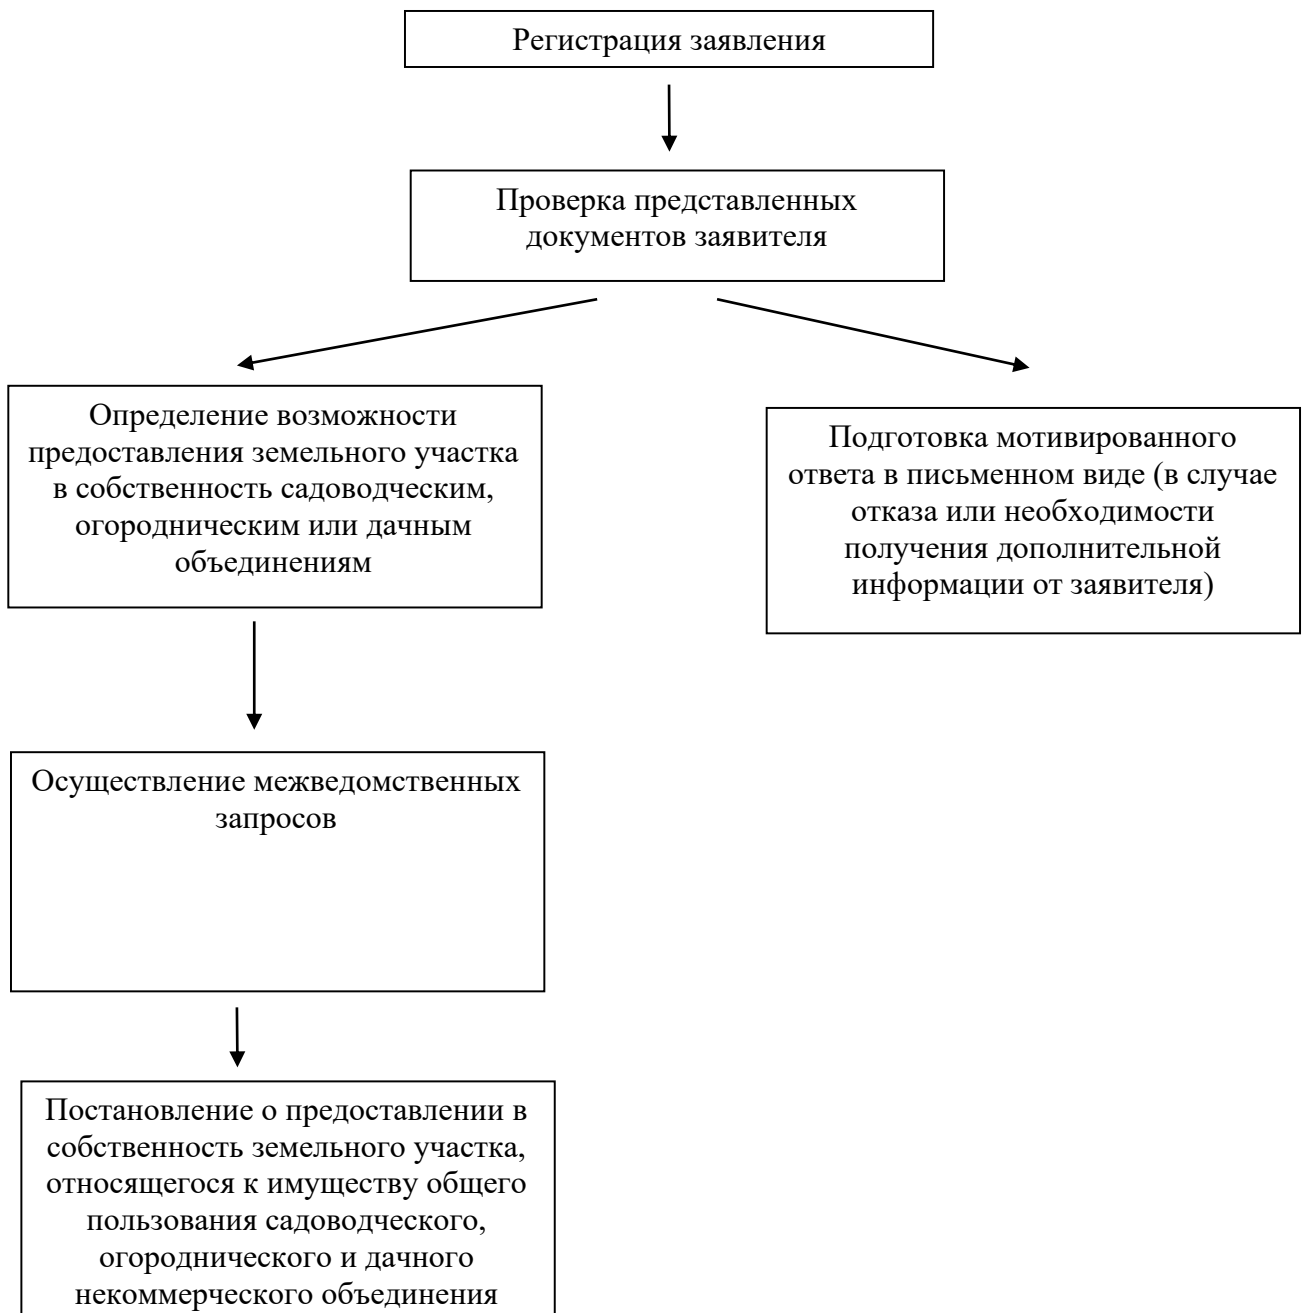 Регистрация заявления
Проверка представленных
документов заявителя
Определение возможности
предоставления земельного участка
в собственность садоводческим,
огородническим или дачным
объединениям
Подготовка мотивированного
ответа в письменном виде (в случае
отказа или необходимости
получения дополнительной
информации от заявителя)
Осуществление межведомственных
запросов
Постановление о предоставлении в
собственность земельного участка,
относящегося к имуществу общего
пользования садоводческого,
огороднического и дачного
некоммерческого объединения